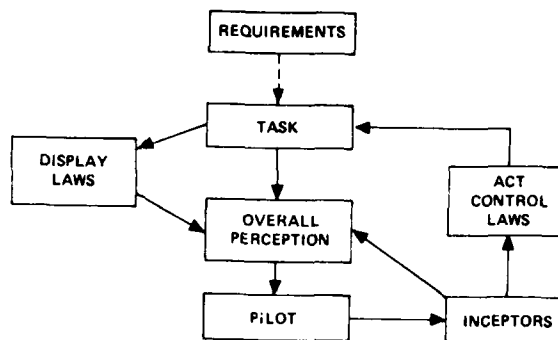 REQUIREMENTS
TASK
DISPLAY
LAWS
ACT
CONTROL
LAWS
OVERALL
PERCEPTION
PiLOT
INCEPTORS